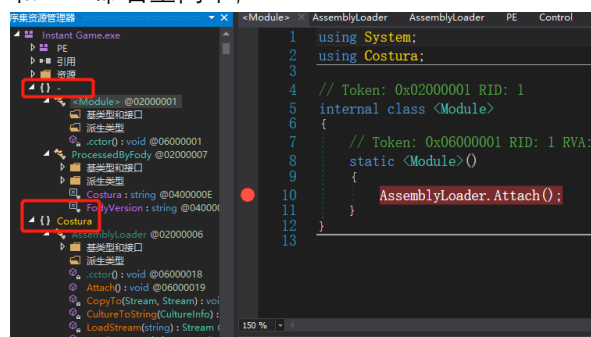 序集资源管理器
Instant Game.exe
PE
引用
资源
{ } -
<Module> @02000001
基类型和接口
派生类型
.cctor() : void @06000001
ProcessedByFody @02000007
基类型和接口
派生类型
Costura : string @0400000E
FodyVersion : string @040000
{ } Costura
AssemblyLoader @02000006
基类型和接口
派生类型
.cctor() : void @06000018
Attach() : void @06000019
CopyTo(Stream, Stream) : voi
CultureToString(CultureInfo) :
LoadStream(string) : Stream (
<Module> AssemblyLoader AssemblyLoader PE Control
1 using System;
2 using Costura;
3
4 // Token: 0x02000001 RID: 1
5 internal class <Module>
6 {
7 // Token: 0x06000001 RID: 1 RVA:
8 static <Module>()
9 {
10 AssemblyLoader.Attach();
11 }
12 }
13
150 %